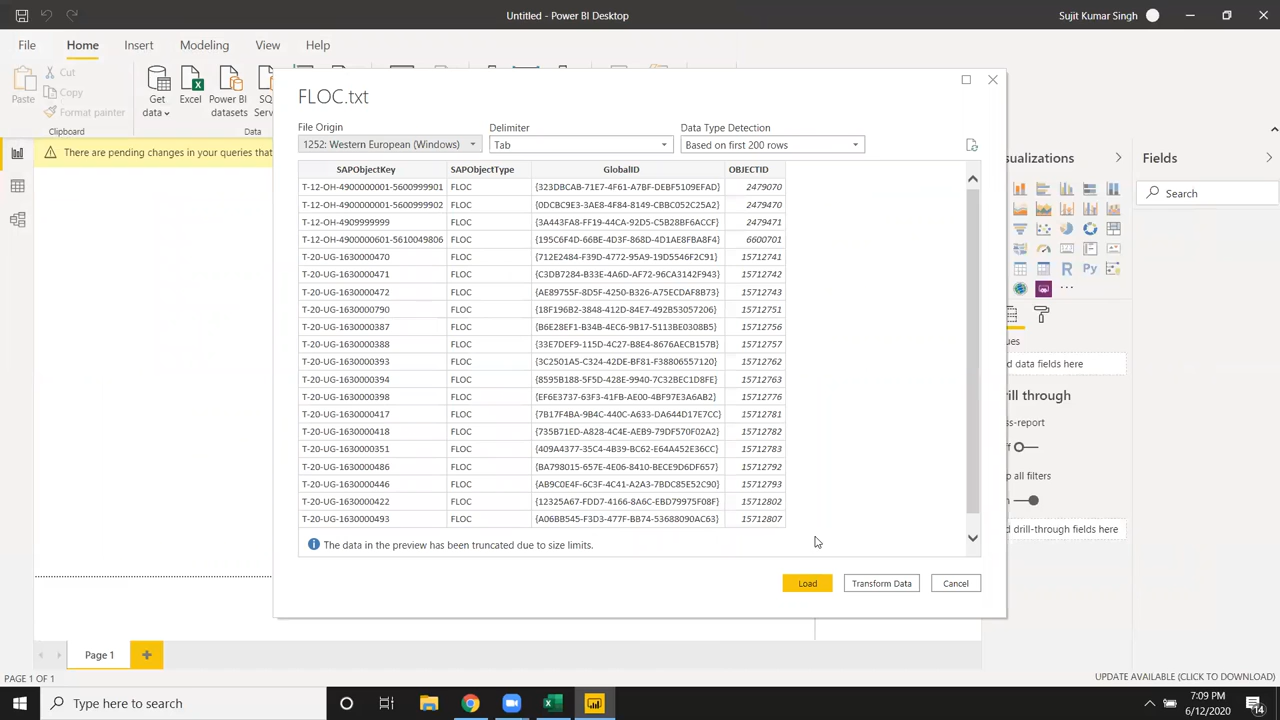 Untitled - Power BI Desktop
Sujit Kumar Singh
File Home Insert Modeling View Help
Paste
Cut
Copy
Format painter
Clipboard
Get data
Excel
Power BI datasets
SQ
Serv
Data
There are pending changes in your queries that
FLOC.txt
File Origin Delimiter Data Type Detection
1252: Western European (Windows) Tab Based on first 200 rows
SAPObjectKey SAPObjectType GlobalID OBJECTID
T-12-OH-4900000001-5600999901 FLOC {323DBCAB-71E7-4F61-A7BF-DEBF5109EFAD} 2479070
T-12-OH-4900000001-5600999902 FLOC {0DCBC9E3-3AE8-4F84-8149-CBBC052C25A2} 2479470
T-12-OH-4909999999 FLOC {3A443FA8-FF19-44CA-92D5-C5B28BF6ACCF} 2479471
T-12-OH-4900000601-5610049806 FLOC {195C6F4D-66BE-4D3F-868D-4D1AE8FBA8F4} 6600701
T-20-UG-1630000470 FLOC {712E2484-F39D-4772-95A9-19D5546F2C91} 15712741
T-20-UG-1630000471 FLOC {C3DB7284-B33E-4A6D-AF72-96CA3142F943} 15712742
T-20-UG-1630000472 FLOC {AE89755F-8D5F-4250-B326-A75ECDAF8B73} 15712743
T-20-UG-1630000790 FLOC {18F196B2-3848-412D-84E7-492B53057206} 15712751
T-20-UG-1630000387 FLOC {B6E28EF1-B34B-4EC6-9B17-5113BE0308B5} 15712756
T-20-UG-1630000388 FLOC {33E7DEF9-115D-4C27-B8E4-8676AECB157B} 15712757
T-20-UG-1630000393 FLOC {3C2501A5-C324-42DE-BF81-F38806557120} 15712762
T-20-UG-1630000394 FLOC {8595B188-5F5D-428E-9940-7C32BEC1D8FE} 15712763
T-20-UG-1630000398 FLOC {EF6E3737-63F3-41FB-AE00-4BF97E3A6AB2} 15712776
T-20-UG-1630000417 FLOC {7B17F4BA-9B4C-440C-A633-DA644D17E7CC} 15712781
T-20-UG-1630000418 FLOC {735B71ED-A828-4C4E-AEB9-79DF570F02A2} 15712782
T-20-UG-1630000351 FLOC {409A4377-35C4-4B39-BC62-E64A452E36CC} 15712783
T-20-UG-1630000486 FLOC {BA798015-657E-4E06-8410-BECE9D6DF657} 15712792
T-20-UG-1630000446 FLOC {AB9C0E4F-6C3F-4C41-A2A3-7BDC85E52C90} 15712793
T-20-UG-1630000422 FLOC {12325A67-FDD7-4166-8A6C-EBD79975F08F} 15712802
T-20-UG-1630000493 FLOC {A06BB545-F3D3-477F-BB74-53688090AC63} 15712807
The data in the preview has been truncated due to size limits.
Load Transform Data Cancel
ualizations
Fields
Search
R Py
ues
d data fields here
ill through
ss-report
ff
p all filters
n
d drill-through fields here
Page 1
PAGE 1 OF 1
UPDATE AVAILABLE (CLICK TO DOWNLOAD)
Type here to search
7:09 PM
6/12/2020
14